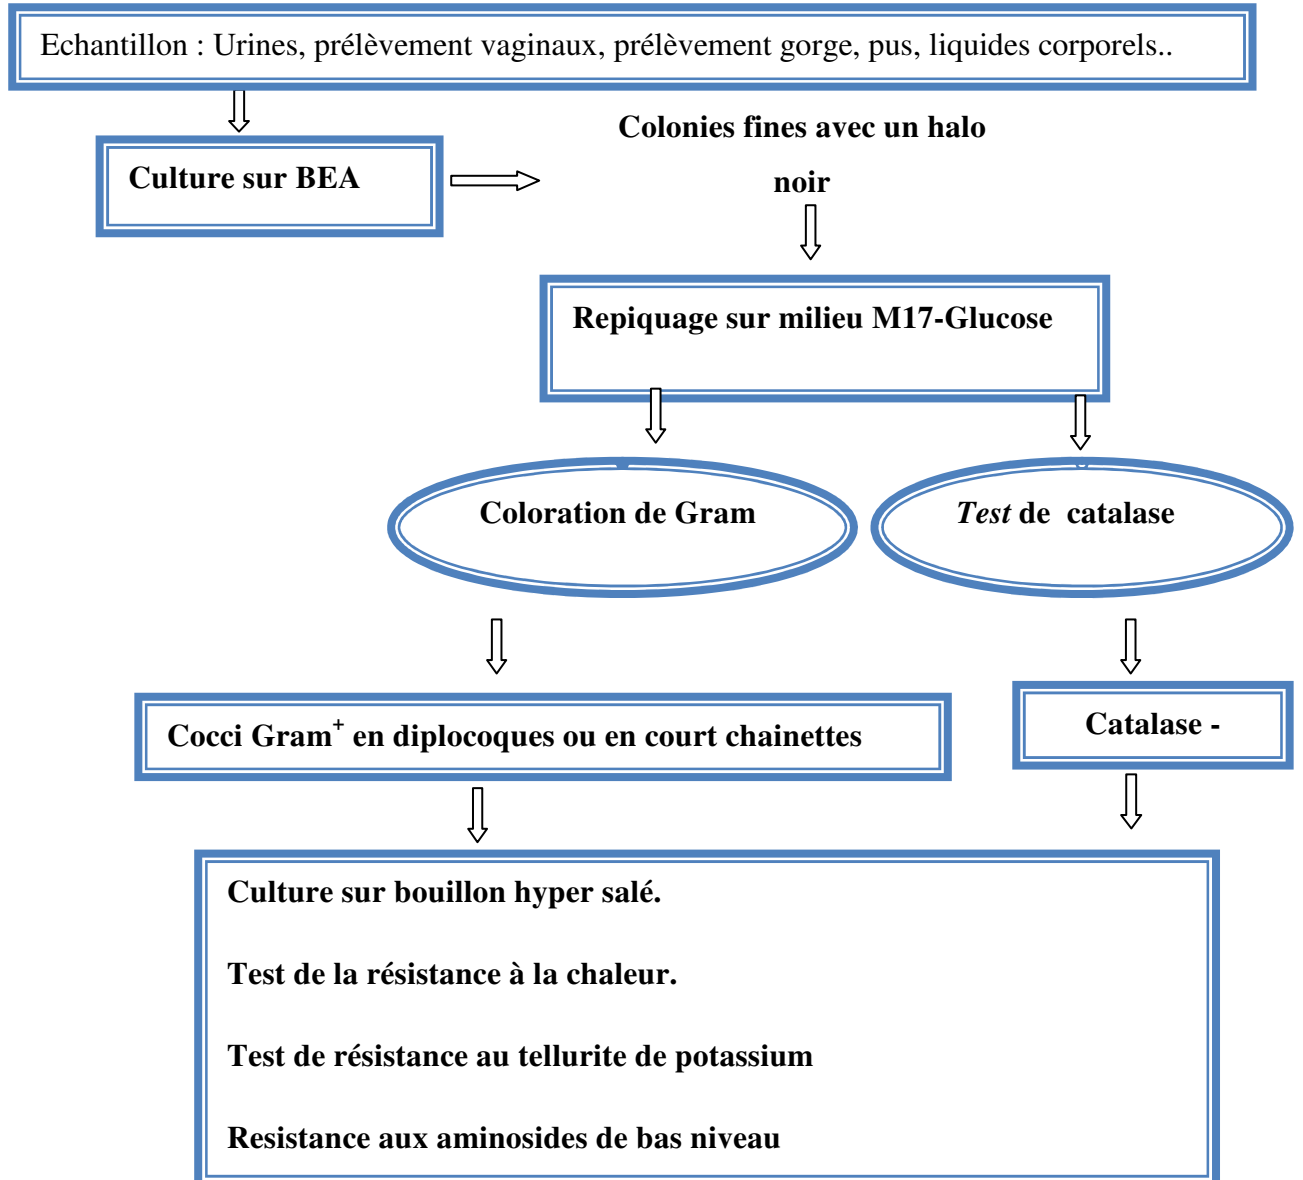 Echantillon : Urines, prélèvement vaginaux, prélèvement gorge, pus, liquides corporels..
Colonies fines avec un halo
Culture sur BEA
noir
Repiquage sur milieu M17-Glucose
Coloration de Gram
Test de catalase
Cocci Gram+ en diplocoques ou en court chainettes
Catalase -
Culture sur bouillon hyper salé.
Test de la résistance à la chaleur.
Test de résistance au tellurite de potassium
Resistance aux aminosides de bas niveau